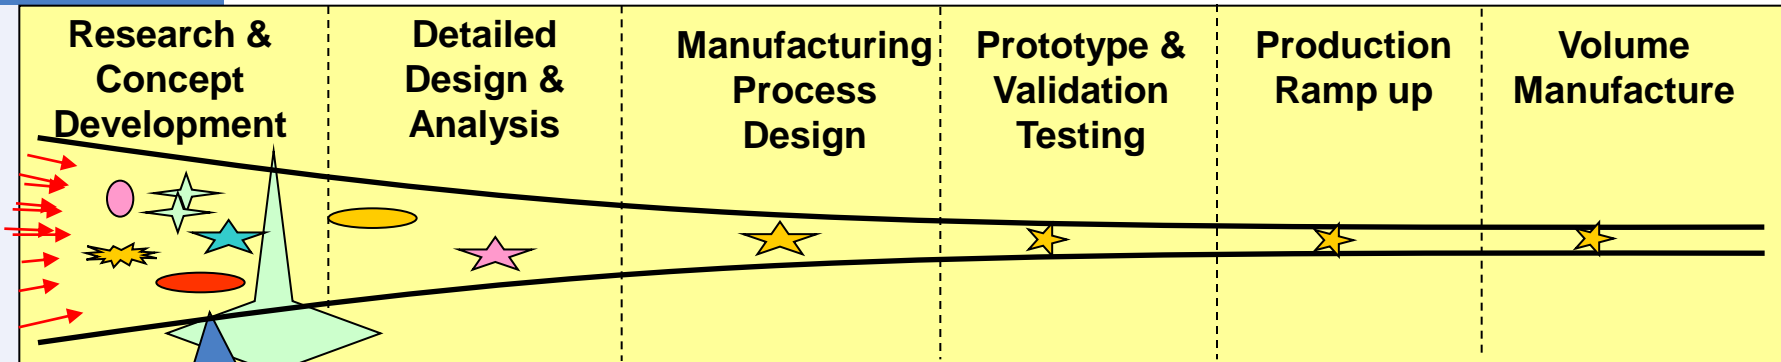 Research &
Concept
Development
Detailed
Design &
Analysis
Manufacturing
Process
Design
Prototype &
Validation
Testing
Production
Ramp up
Volume
Manufacture